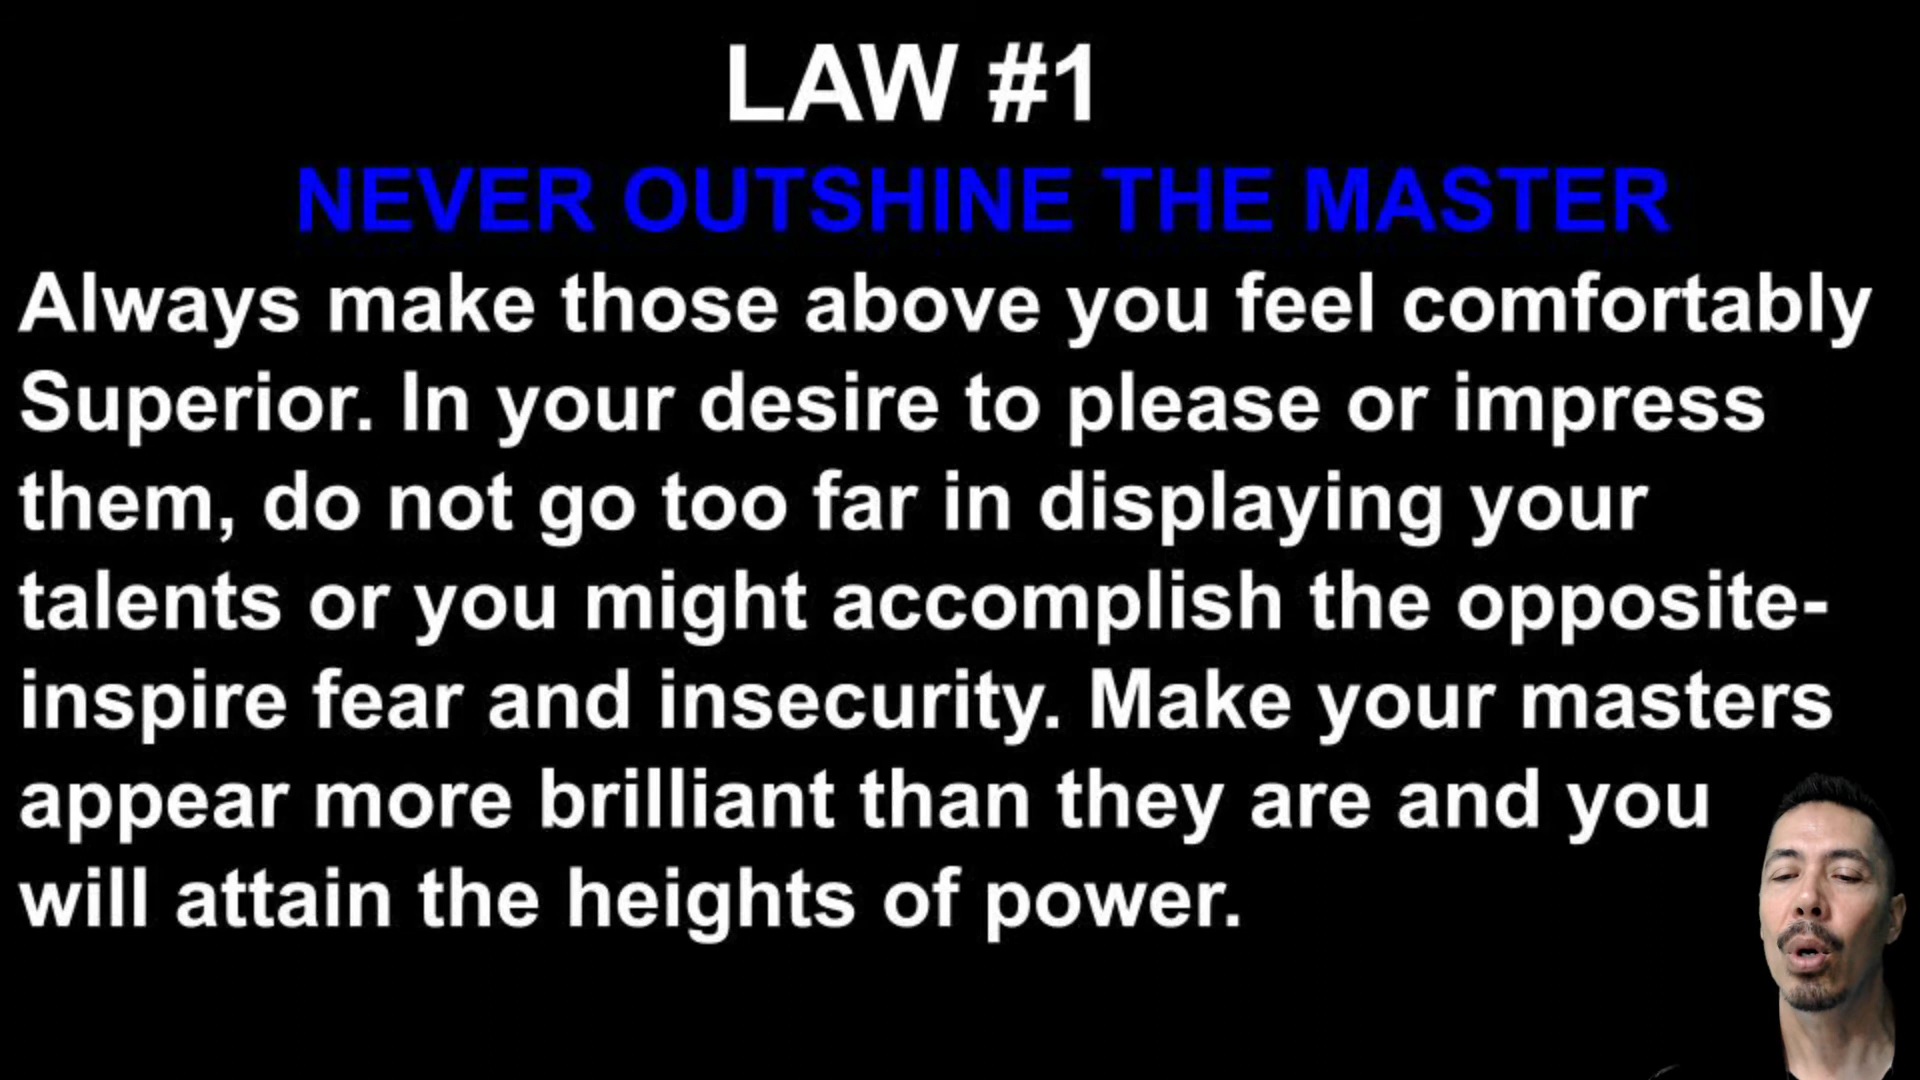 LAW #1
NEVER OUTSHINE THE MASTER
Always make those above you feel comfortably
Superior. In your desire to please or impress
them, do not go too far in displaying your
talents or you might accomplish the opposite-
inspire fear and insecurity. Make your masters
appear more brilliant than they are and you
will attain the heights of power.